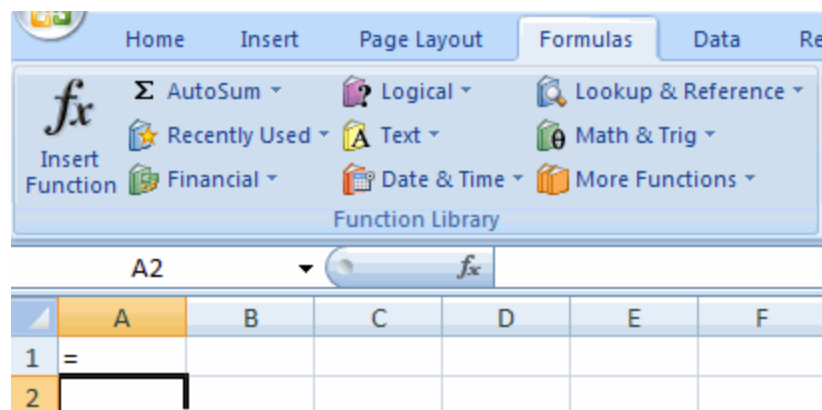 Home Insert Page Layout Formulas Data Re
fx Σ AutoSum Logical Lookup & Reference
Recently Used A Text θ Math & Trig
Insert Function Financial Date & Time More Functions
Function Library
A2 fx
A B C D E F
1 =
2